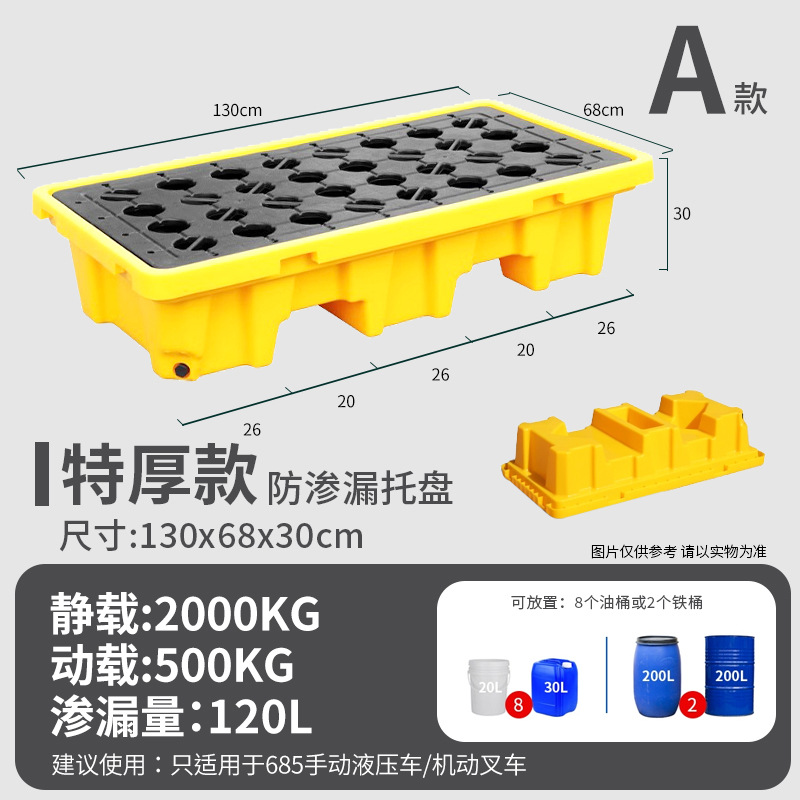 A款
130cm
68cm
30
26
20
26
20
26
特厚款 防渗漏托盘
尺寸:130x68x30cm
图片仅供参考 请以实物为准
静载:2000KG
动载:500KG
渗漏量:120L
建议使用：只适用于685手动液压车/机动叉车
可放置：8个油桶或2个铁桶
20L
8
30L
200L
2
200L